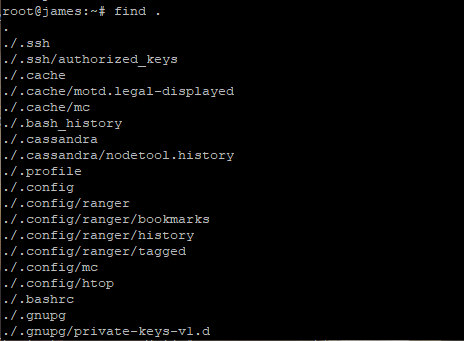 root@james:~# find .
.
./.ssh
./.ssh/authorized_keys
./.cache
./.cache/motd.legal-displayed
./.cache/mc
./.bash_history
./.cassandra
./.cassandra/nodetool.history
./.profile
./.config
./.config/ranger
./.config/ranger/bookmarks
./.config/ranger/history
./.config/ranger/tagged
./.config/mc
./.config/htop
./.bashrc
./.gnupg
./.gnupg/private-keys-v1.d